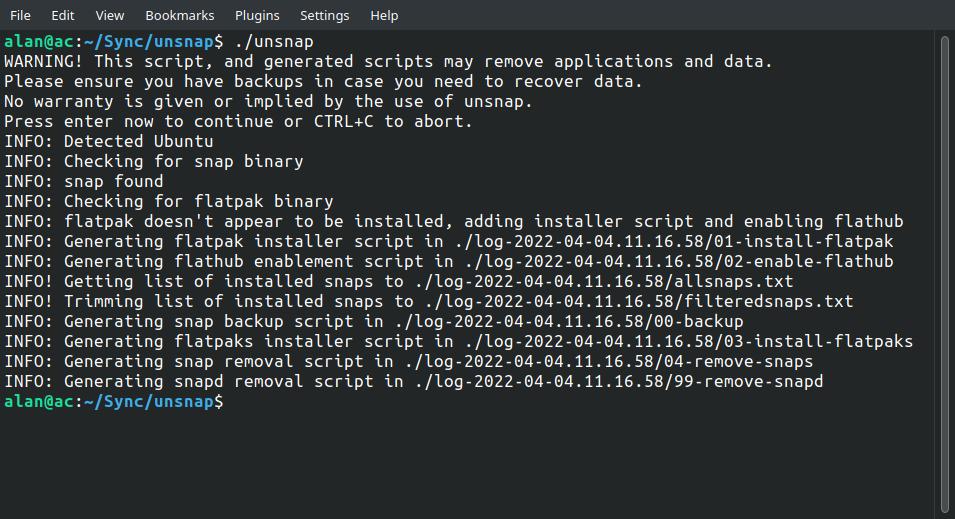 File Edit View Bookmarks Plugins Settings Help
alan@ac:~/Sync/unsnap$ ./unsnap
WARNING! This script, and generated scripts may remove applications and data.
Please ensure you have backups in case you need to recover data.
No warranty is given or implied by the use of unsnap.
Press enter now to continue or CTRL+C to abort.
INFO: Detected Ubuntu
INFO: Checking for snap binary
INFO: snap found
INFO: Checking for flatpak binary
INFO: flatpak doesn't appear to be installed, adding installer script and enabling flathub
INFO: Generating flatpak installer script in ./log-2022-04-04.11.16.58/01-install-flatpak
INFO: Generating flathub enablement script in ./log-2022-04-04.11.16.58/02-enable-flathub
INFO! Getting list of installed snaps to ./log-2022-04-04.11.16.58/allsnaps.txt
INFO! Trimming list of installed snaps to ./log-2022-04-04.11.16.58/filteredsnaps.txt
INFO: Generating snap backup script in ./log-2022-04-04.11.16.58/00-backup
INFO: Generating flatpaks installer script in ./log-2022-04-04.11.16.58/03-install-flatpaks
INFO: Generating snap removal script in ./log-2022-04-04.11.16.58/04-remove-snaps
INFO: Generating snapd removal script in ./log-2022-04-04.11.16.58/99-remove-snapd
alan@ac:~/Sync/unsnap$